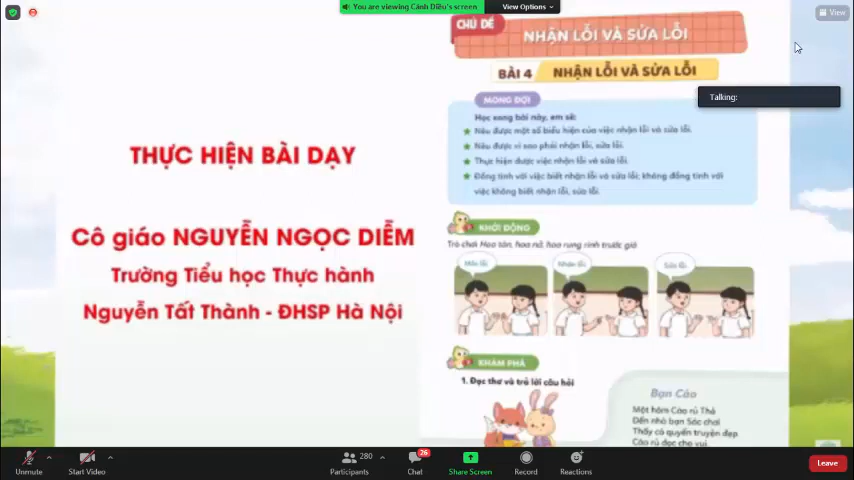 You are viewing Cánh Diều's screen
View Options
View
Talking:
THỰC HIỆN BÀI DẠY
Cô giáo NGUYỄN NGỌC DIỄM
Trường Tiểu học Thực hành
Nguyễn Tất Thành - ĐHSP Hà Nội
CHỦ ĐỀ
NHẬN LỖI VÀ SỬA LỖI
BÀI 4 NHẬN LỖI VÀ SỬA LỖI
MONG ĐỢI
Học xong bài này, em sẽ:
Nêu được một số biểu hiện của việc nhận lỗi và sửa lỗi.
Nêu được vì sao phải nhận lỗi, sửa lỗi.
Thực hiện được việc nhận lỗi và sửa lỗi.
Đồng tình với việc biết nhận lỗi và sửa lỗi; không đồng tình với
việc không biết nhận lỗi, sửa lỗi.
KHỞI ĐỘNG
Trò chơi Hoa tàn, hoa nở, hoa rung rinh trước gió
Mắc lỗi
Nhận lỗi
Sửa lỗi
KHÁM PHÁ
1. Đọc thơ và trả lời câu hỏi
Bạn Cáo
Một hôm Cáo rủ Thỏ
Đến nhà bạn Sóc chơi
Thấy có quyển truyện đẹp
Cáo rủ đọc cho vui.
Unmute
Start Video
280
Participants
26
Chat
Share Screen
Record
Reactions
Leave